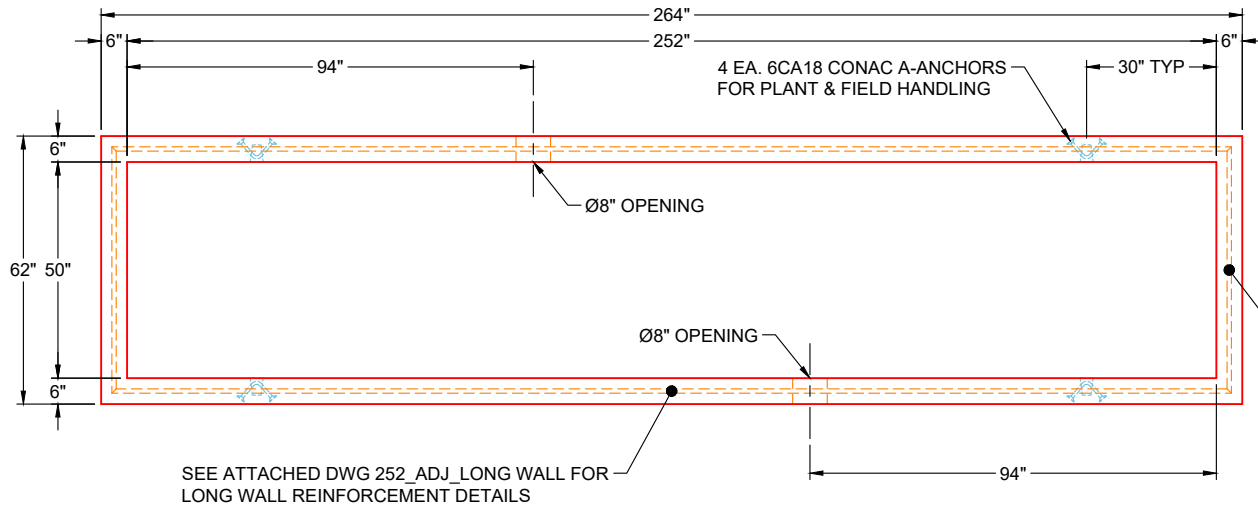 264"
6"
252"
6"
94"
4 EA. 6CA18 CONAC A-ANCHORS
FOR PLANT & FIELD HANDLING
30" TYP
6"
Ø8" OPENING
62"
50"
Ø8" OPENING
6"
SEE ATTACHED DWG 252_ADJ_LONG WALL FOR
LONG WALL REINFORCEMENT DETAILS
94"